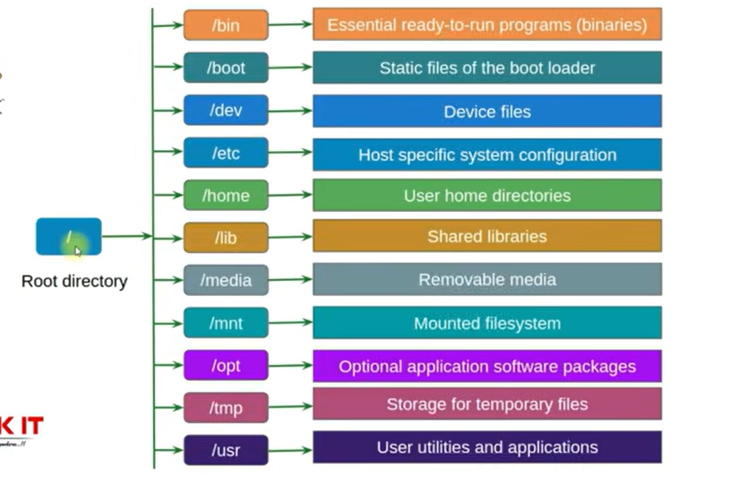 /bin
Essential ready-to-run programs (binaries)
/boot
Static files of the boot loader
/dev
Device files
/etc
Host specific system configuration
/home
User home directories
/
Root directory
/lib
Shared libraries
/media
Removable media
/mnt
Mounted filesystem
/opt
Optional application software packages
/tmp
Storage for temporary files
/usr
User utilities and applications
K IT